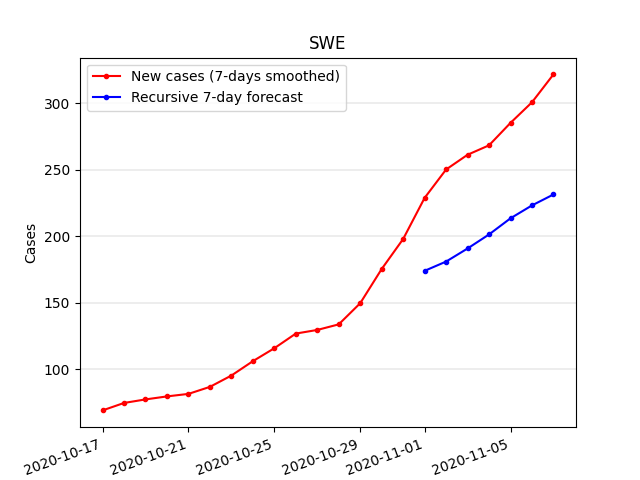 SWE
New cases (7-days smoothed)
Recursive 7-day forecast
Cases
300
250
200
150
100
2020-10-17
2020-10-21
2020-10-25
2020-10-29
2020-11-01
2020-11-05